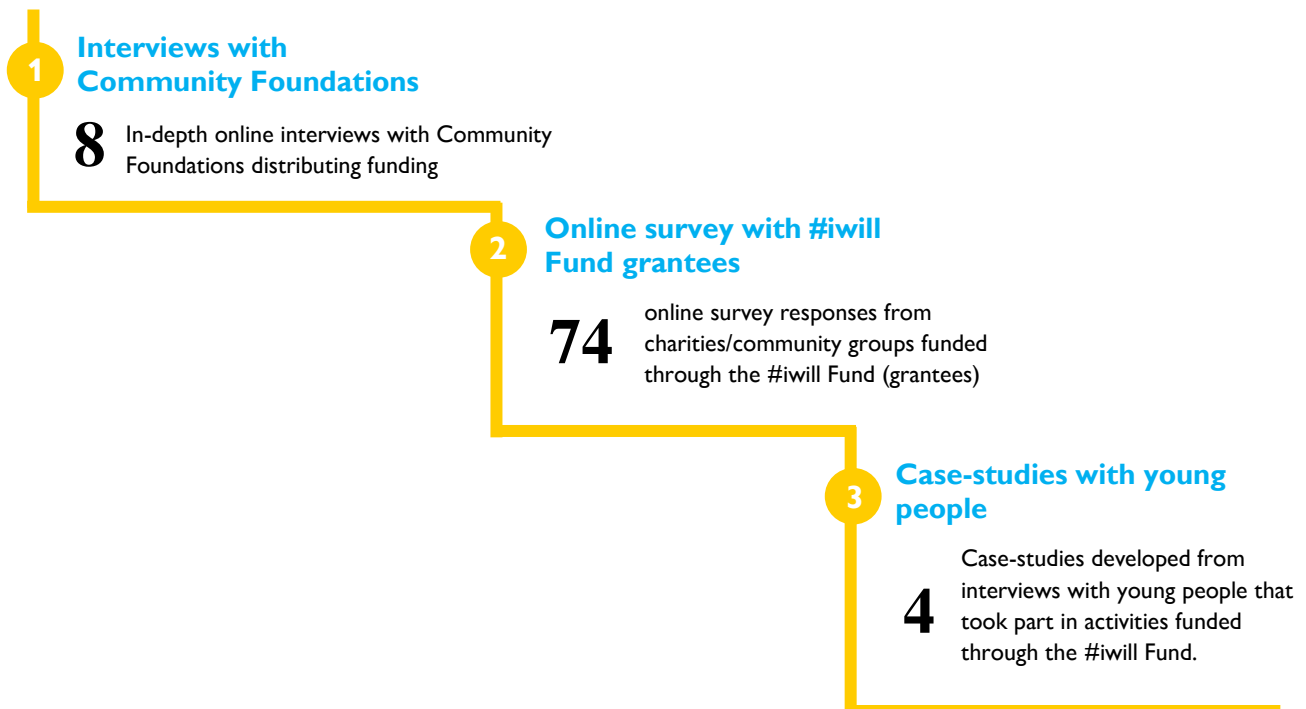 1
Interviews with
Community Foundations
8
In-depth online interviews with Community
Foundations distributing funding
2
Online survey with #iwill
Fund grantees
74
online survey responses from
charities/community groups funded
through the #iwill Fund (grantees)
3
Case-studies with young
people
4
Case-studies developed from
interviews with young people that
took part in activities funded
through the #iwill Fund.